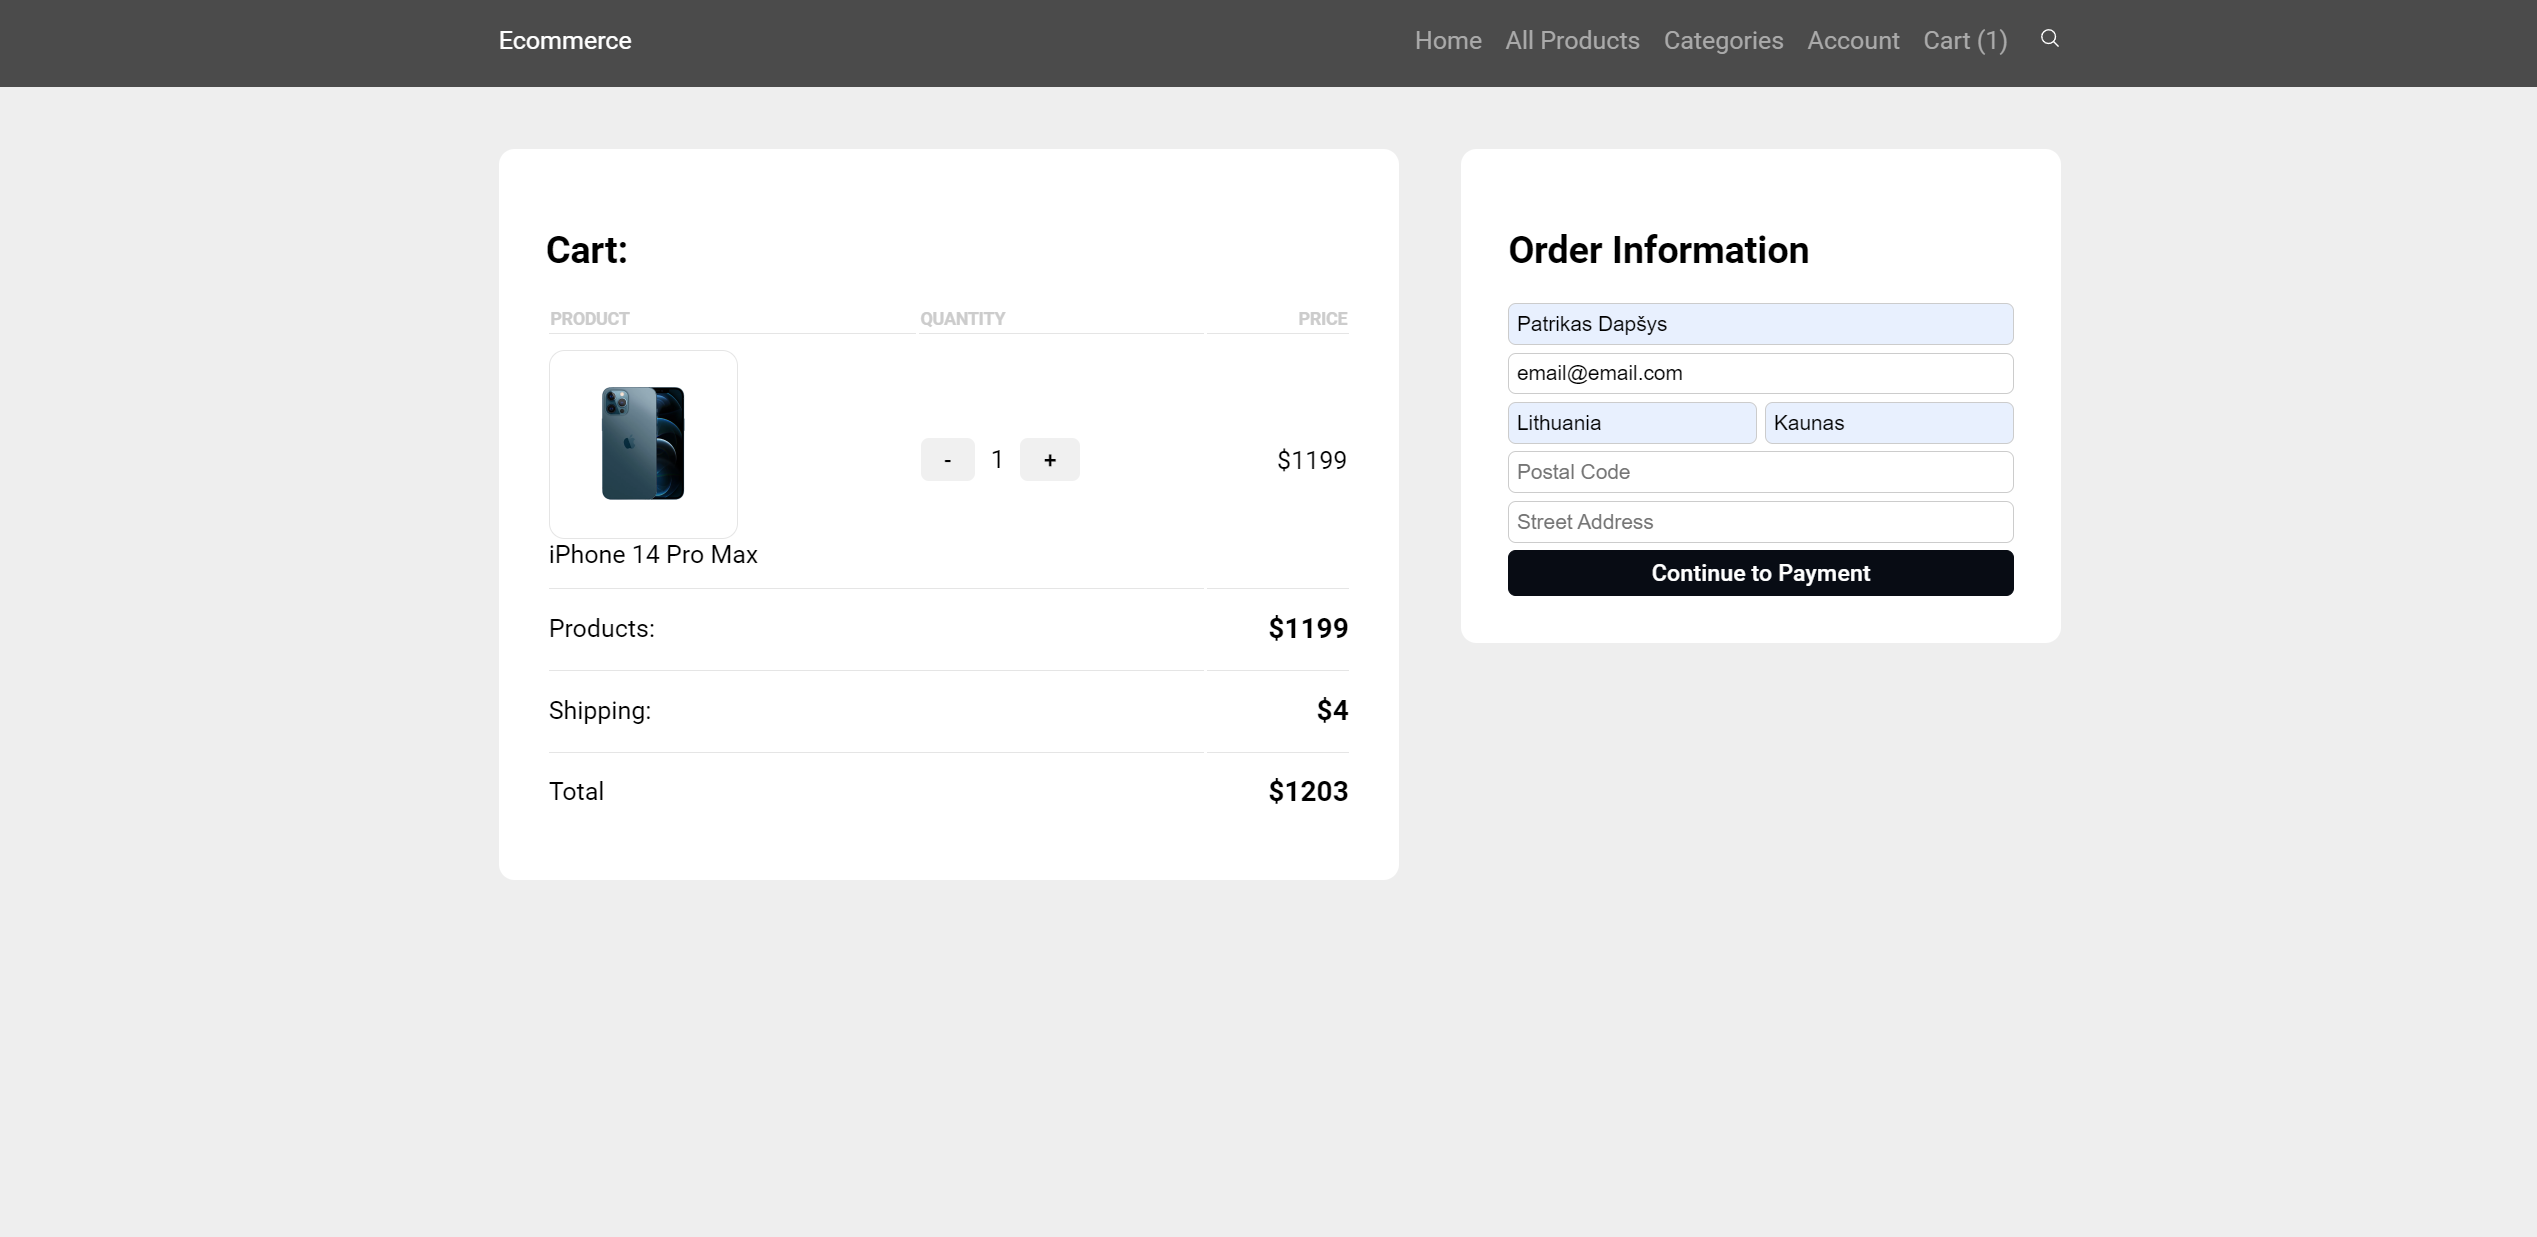 Ecommerce
Home All Products Categories Account Cart (1)
Cart:
PRODUCT QUANTITY PRICE
- 1 + $1199
iPhone 14 Pro Max
Products: $1199
Shipping: $4
Total $1203
Order Information
Patrikas Dapšys
email@email.com
Lithuania Kaunas
Postal Code
Street Address
Continue to Payment